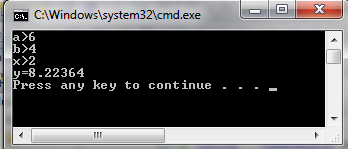 C:\Windows\system32\cmd.exe
a>6
b>4
x>2
y=8.22364
Press any key to continue . . .